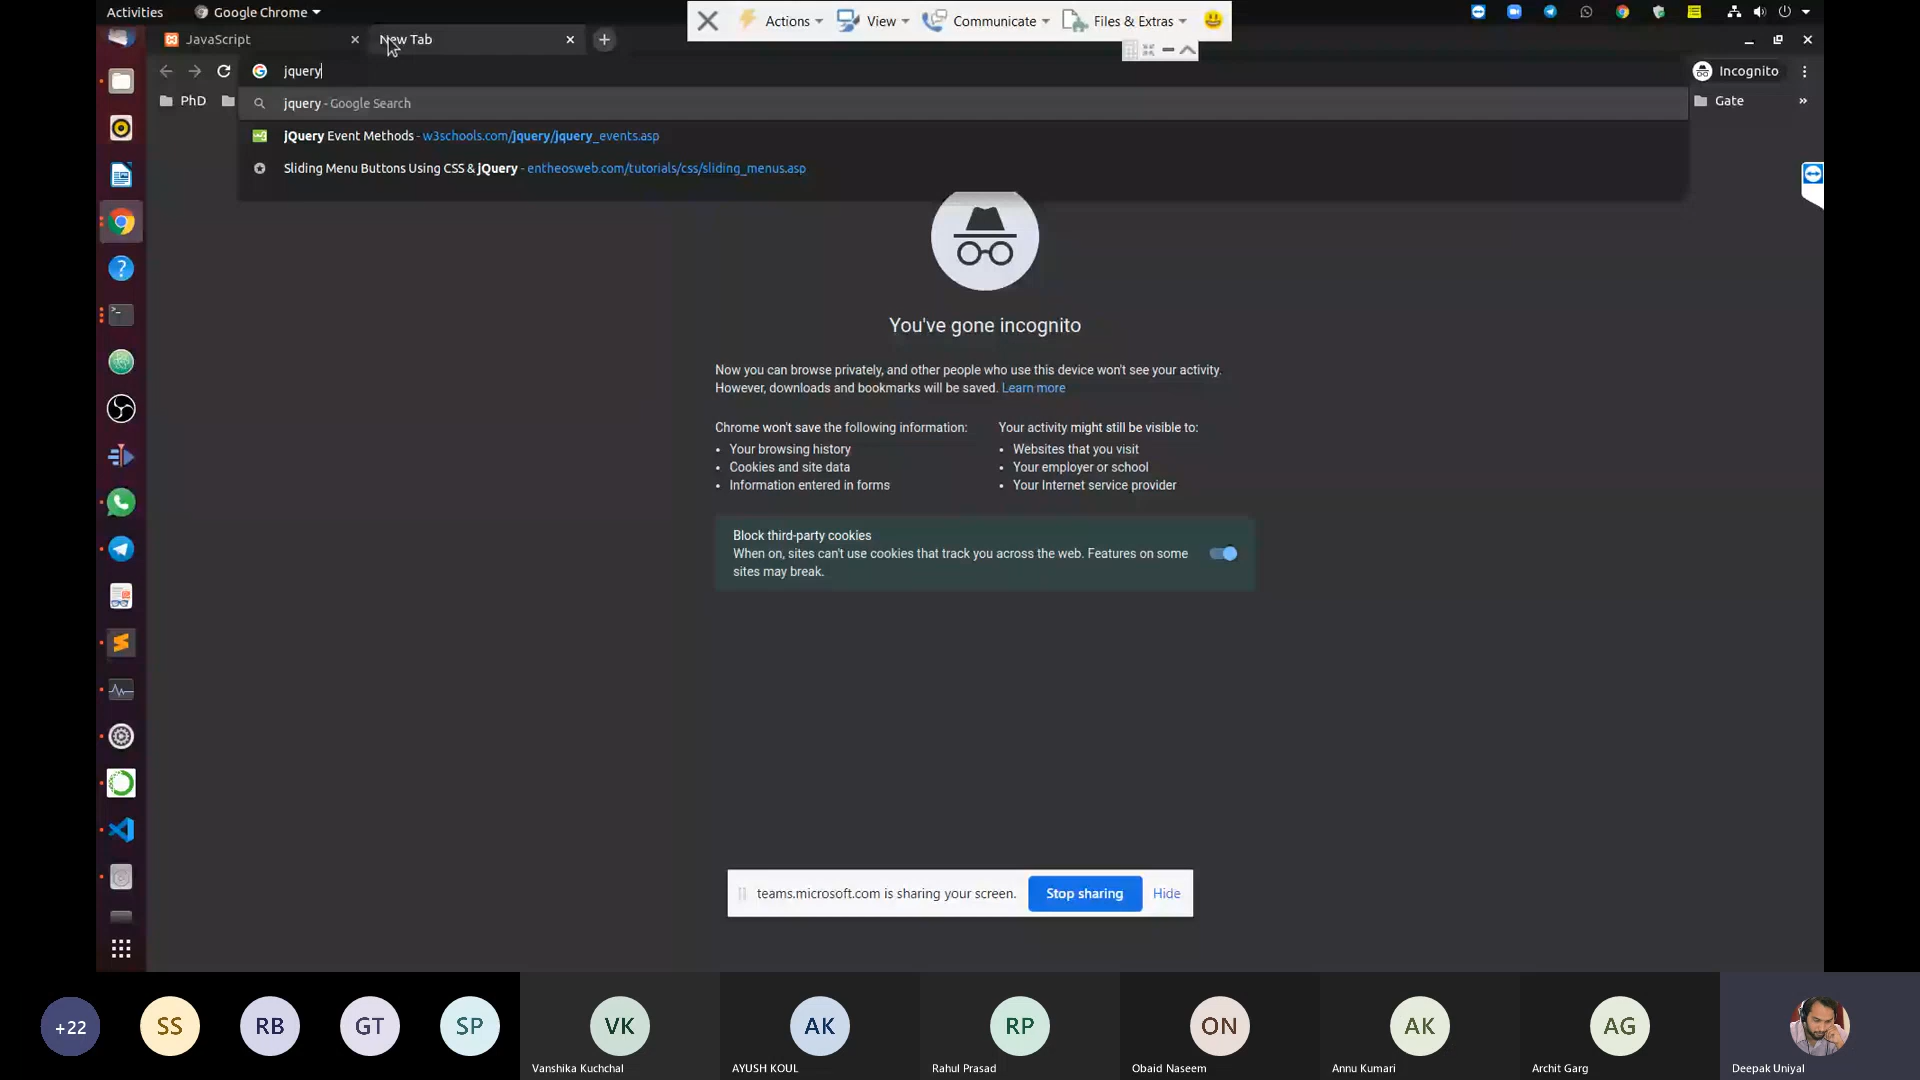 Activities
Google Chrome
Actions
View
Communicate
Files & Extras
JavaScript
New Tab
jquery
Incognito
PhD
Gate
jquery - Google Search
jQuery Event Methods - w3schools.com/jquery/jquery_events.asp
Sliding Menu Buttons Using CSS & jQuery - entheosweb.com/tutorials/css/sliding_menus.asp
You've gone incognito
Now you can browse privately, and other people who use this device won't see your activity.
However, downloads and bookmarks will be saved. Learn more
Chrome won't save the following information:
Your browsing history
Cookies and site data
Information entered in forms
Your activity might still be visible to:
Websites that you visit
Your employer or school
Your Internet service provider
Block third-party cookies
When on, sites can't use cookies that track you across the web. Features on some
sites may break.
teams.microsoft.com is sharing your screen.
Stop sharing
Hide
+22
SS
RB
GT
SP
VK
AK
RP
ON
AK
AG
Vanshika Kuchchal
AYUSH KOUL
Rahul Prasad
Obaid Naseem
Annu Kumari
Archit Garg
Deepak Uniyal